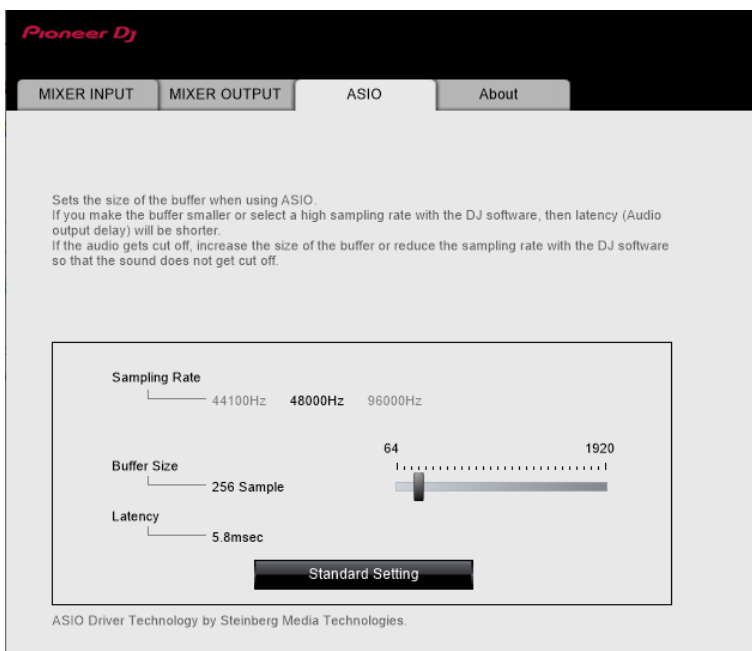 Pioneer Dj
MIXER INPUT MIXER OUTPUT ASIO About
Sets the size of the buffer when using ASIO.
If you make the buffer smaller or select a high sampling rate with the DJ software, then latency (Audio
output delay) will be shorter.
If the audio gets cut off, increase the size of the buffer or reduce the sampling rate with the DJ software
so that the sound does not get cut off.
Sampling Rate
44100Hz 48000Hz 96000Hz
64 1920
Buffer Size
256 Sample
Latency
5.8msec
Standard Setting
ASIO Driver Technology by Steinberg Media Technologies.